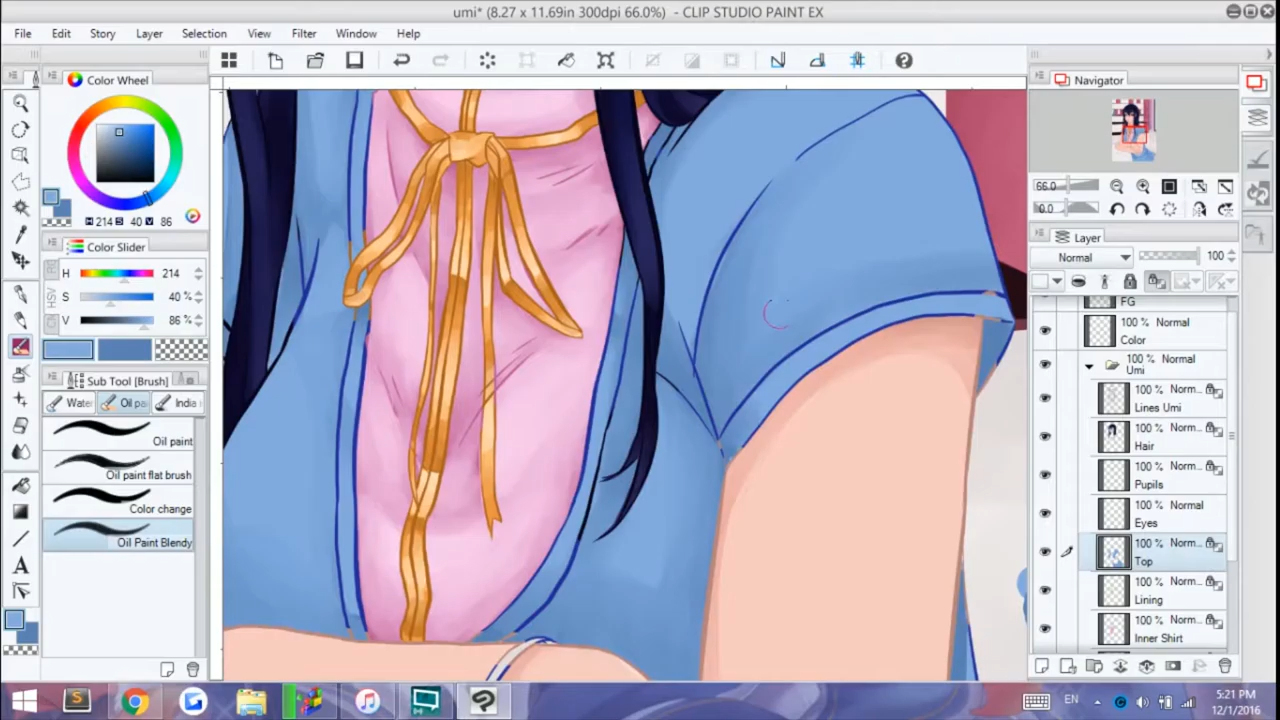 umi* (8.27 x 11.69in 300dpi 66.0%) - CLIP STUDIO PAINT EX
File Edit Story Layer Selection View Filter Window Help
Color Wheel
H 214 S 40 V 86
Color Slider
H 214
S 40 %
V 86 %
Sub Tool [Brush]
Water Oil pa India
Oil paint
Oil paint flat brush
Color change
Oil Paint Blendy
Navigator
66.0
0.0
Layer
Normal 100
FG
100 % Normal
Color
100 % Normal
Umi
100 % Norm...
Lines Umi
100 % Norm...
Hair
100 % Norm...
Pupils
100 % Normal
Eyes
100 % Norm...
Top
100 % Norm...
Lining
100 % Norm...
Inner Shirt
EN
5:21 PM
12/1/2016